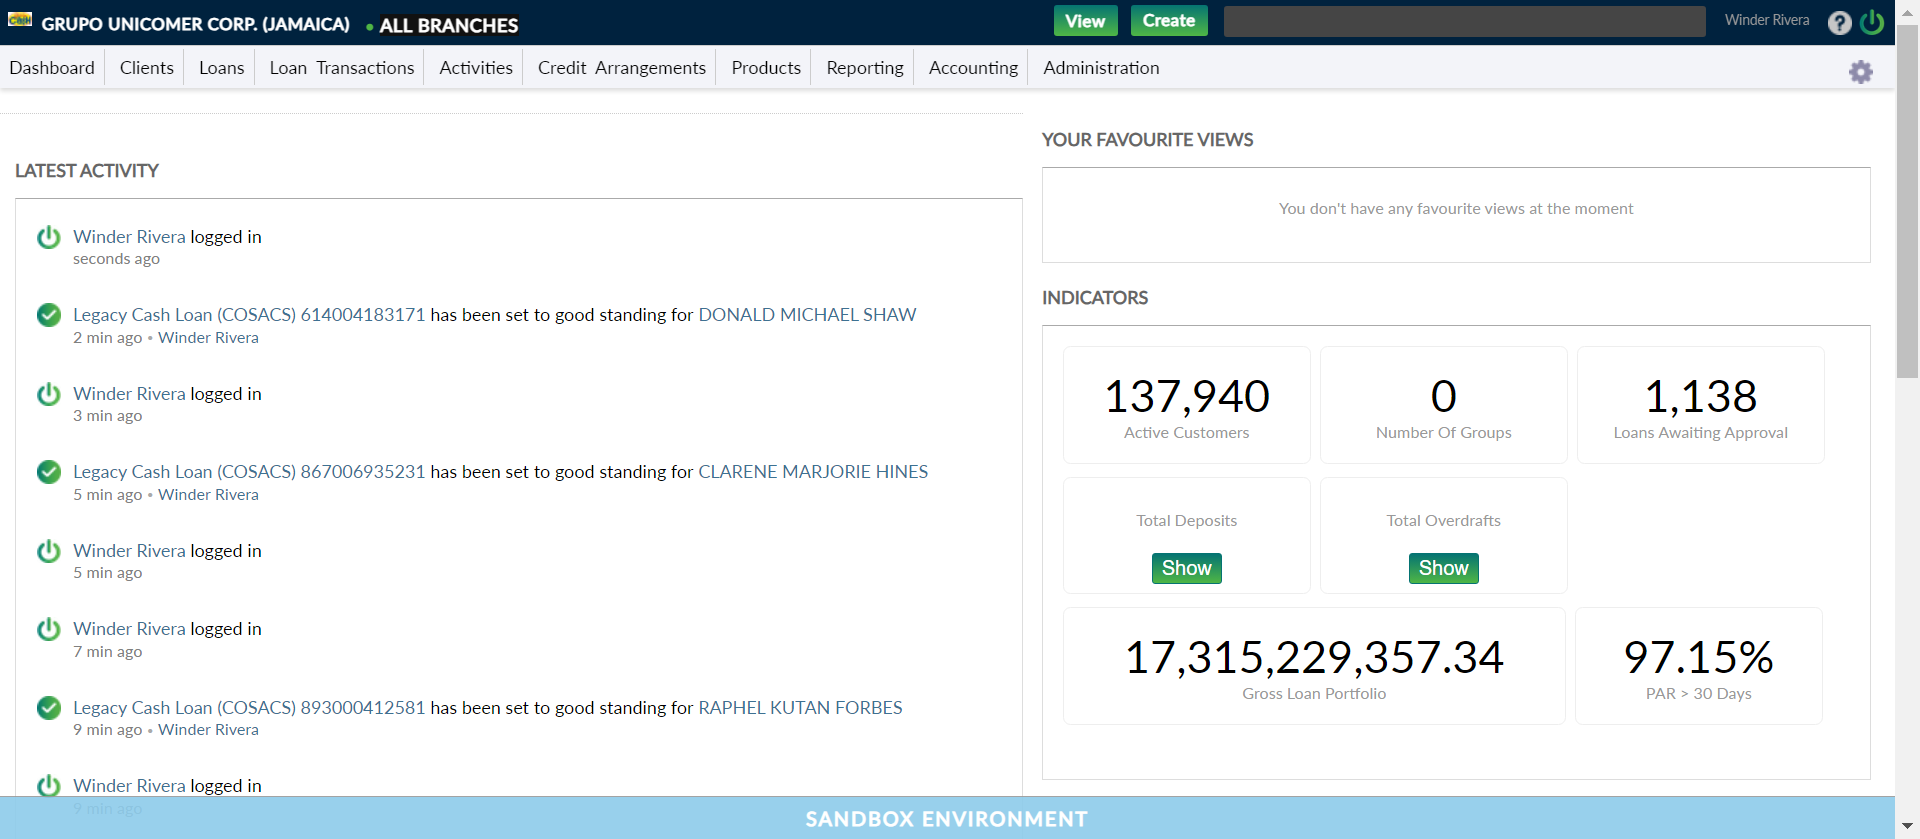 Cash GRUPO UNICOMER CORP. (JAMAICA) • ALL BRANCHES View Create Winder Rivera ?
Dashboard Clients Loans Loan Transactions Activities Credit Arrangements Products Reporting Accounting Administration
LATEST ACTIVITY
Winder Rivera logged in
seconds ago
Legacy Cash Loan (COSACS) 614004183171 has been set to good standing for DONALD MICHAEL SHAW
2 min ago • Winder Rivera
Winder Rivera logged in
3 min ago
Legacy Cash Loan (COSACS) 867006935231 has been set to good standing for CLARENE MARJORIE HINES
5 min ago • Winder Rivera
Winder Rivera logged in
5 min ago
Winder Rivera logged in
7 min ago
Legacy Cash Loan (COSACS) 893000412581 has been set to good standing for RAPHEL KUTAN FORBES
9 min ago • Winder Rivera
Winder Rivera logged in
9 min ago
YOUR FAVOURITE VIEWS
You don't have any favourite views at the moment
INDICATORS
137,940
Active Customers
0
Number Of Groups
1,138
Loans Awaiting Approval
Total Deposits
Show
Total Overdrafts
Show
17,315,229,357.34
Gross Loan Portfolio
97.15%
PAR > 30 Days
SANDBOX ENVIRONMENT